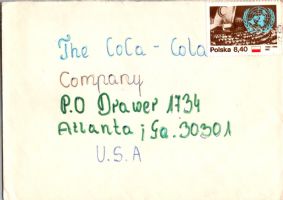 The CoCa - Cola
Company
P.O Drawer 1734
Atlanta ; Ga. 30301
U.S.A
Polska 8,40